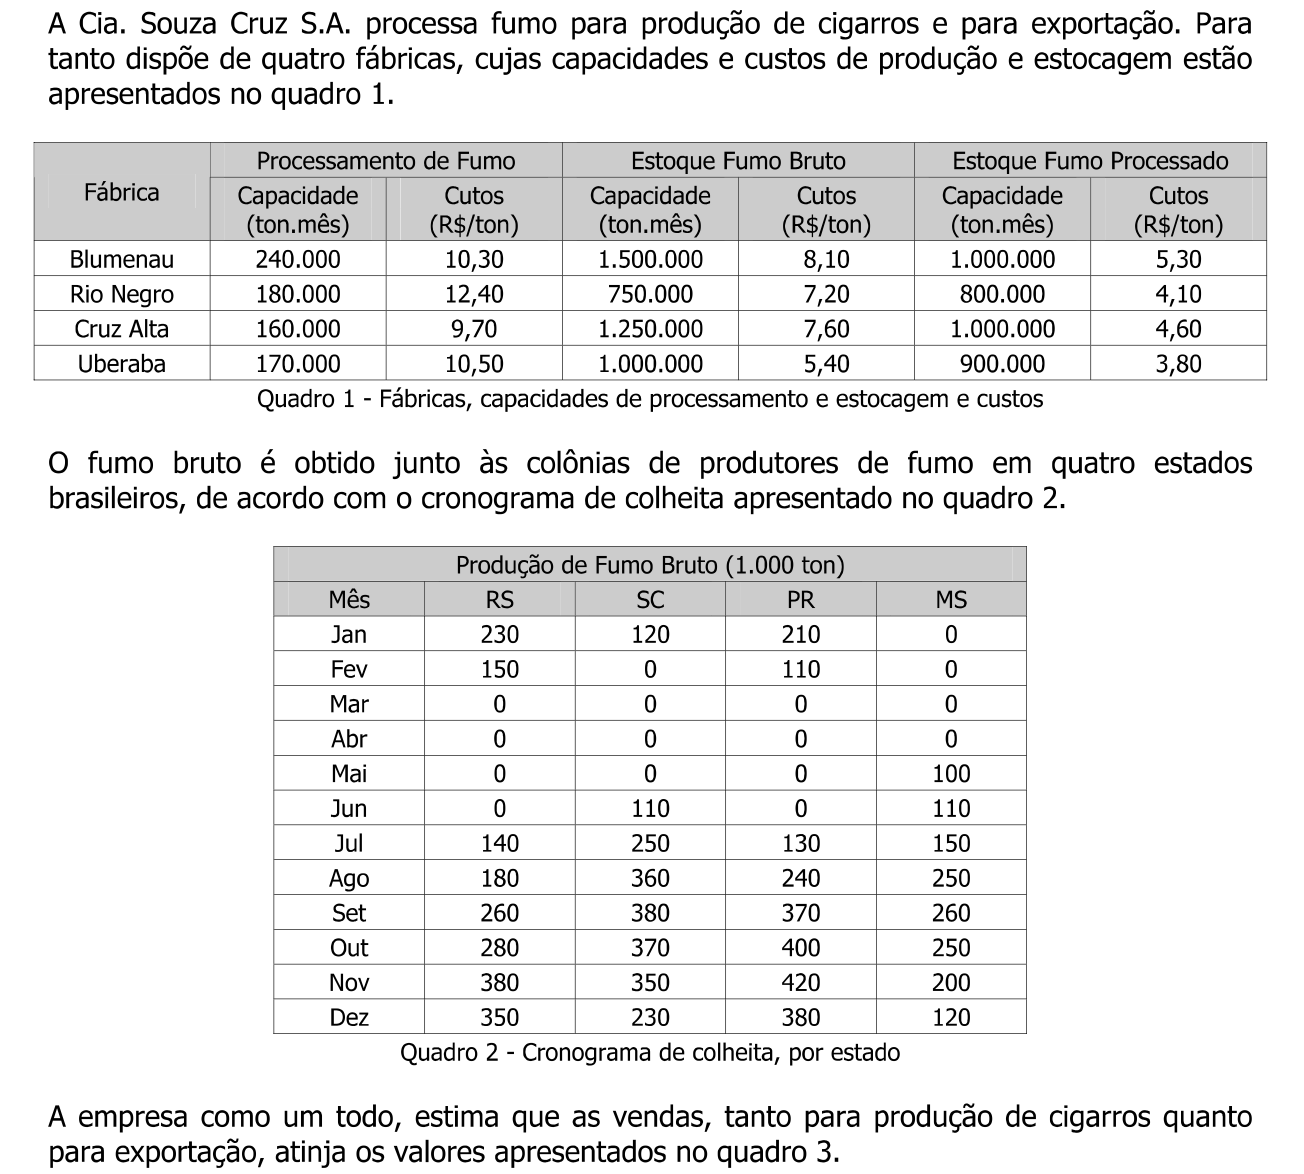 A Cia. Souza Cruz S.A. processa fumo para produção de cigarros e para exportação. Para
tanto dispõe de quatro fábricas, cujas capacidades e custos de produção e estocagem estão
apresentados no quadro 1.
Fábrica Processamento de Fumo Estoque Fumo Bruto Estoque Fumo Processado
Capacidade (ton.mês) Cutos (R$/ton) Capacidade (ton.mês) Cutos (R$/ton) Capacidade (ton.mês) Cutos (R$/ton)
Blumenau 240.000 10,30 1.500.000 8,10 1.000.000 5,30
Rio Negro 180.000 12,40 750.000 7,20 800.000 4,10
Cruz Alta 160.000 9,70 1.250.000 7,60 1.000.000 4,60
Uberaba 170.000 10,50 1.000.000 5,40 900.000 3,80
Quadro 1 - Fábricas, capacidades de processamento e estocagem e custos
O fumo bruto é obtido junto às colônias de produtores de fumo em quatro estados
brasileiros, de acordo com o cronograma de colheita apresentado no quadro 2.
Produção de Fumo Bruto (1.000 ton)
Mês RS SC PR MS
Jan 230 120 210 0
Fev 150 0 110 0
Mar 0 0 0 0
Abr 0 0 0 0
Mai 0 0 0 100
Jun 0 110 0 110
Jul 140 250 130 150
Ago 180 360 240 250
Set 260 380 370 260
Out 280 370 400 250
Nov 380 350 420 200
Dez 350 230 380 120
Quadro 2 - Cronograma de colheita, por estado
A empresa como um todo, estima que as vendas, tanto para produção de cigarros quanto
para exportação, atinja os valores apresentados no quadro 3.